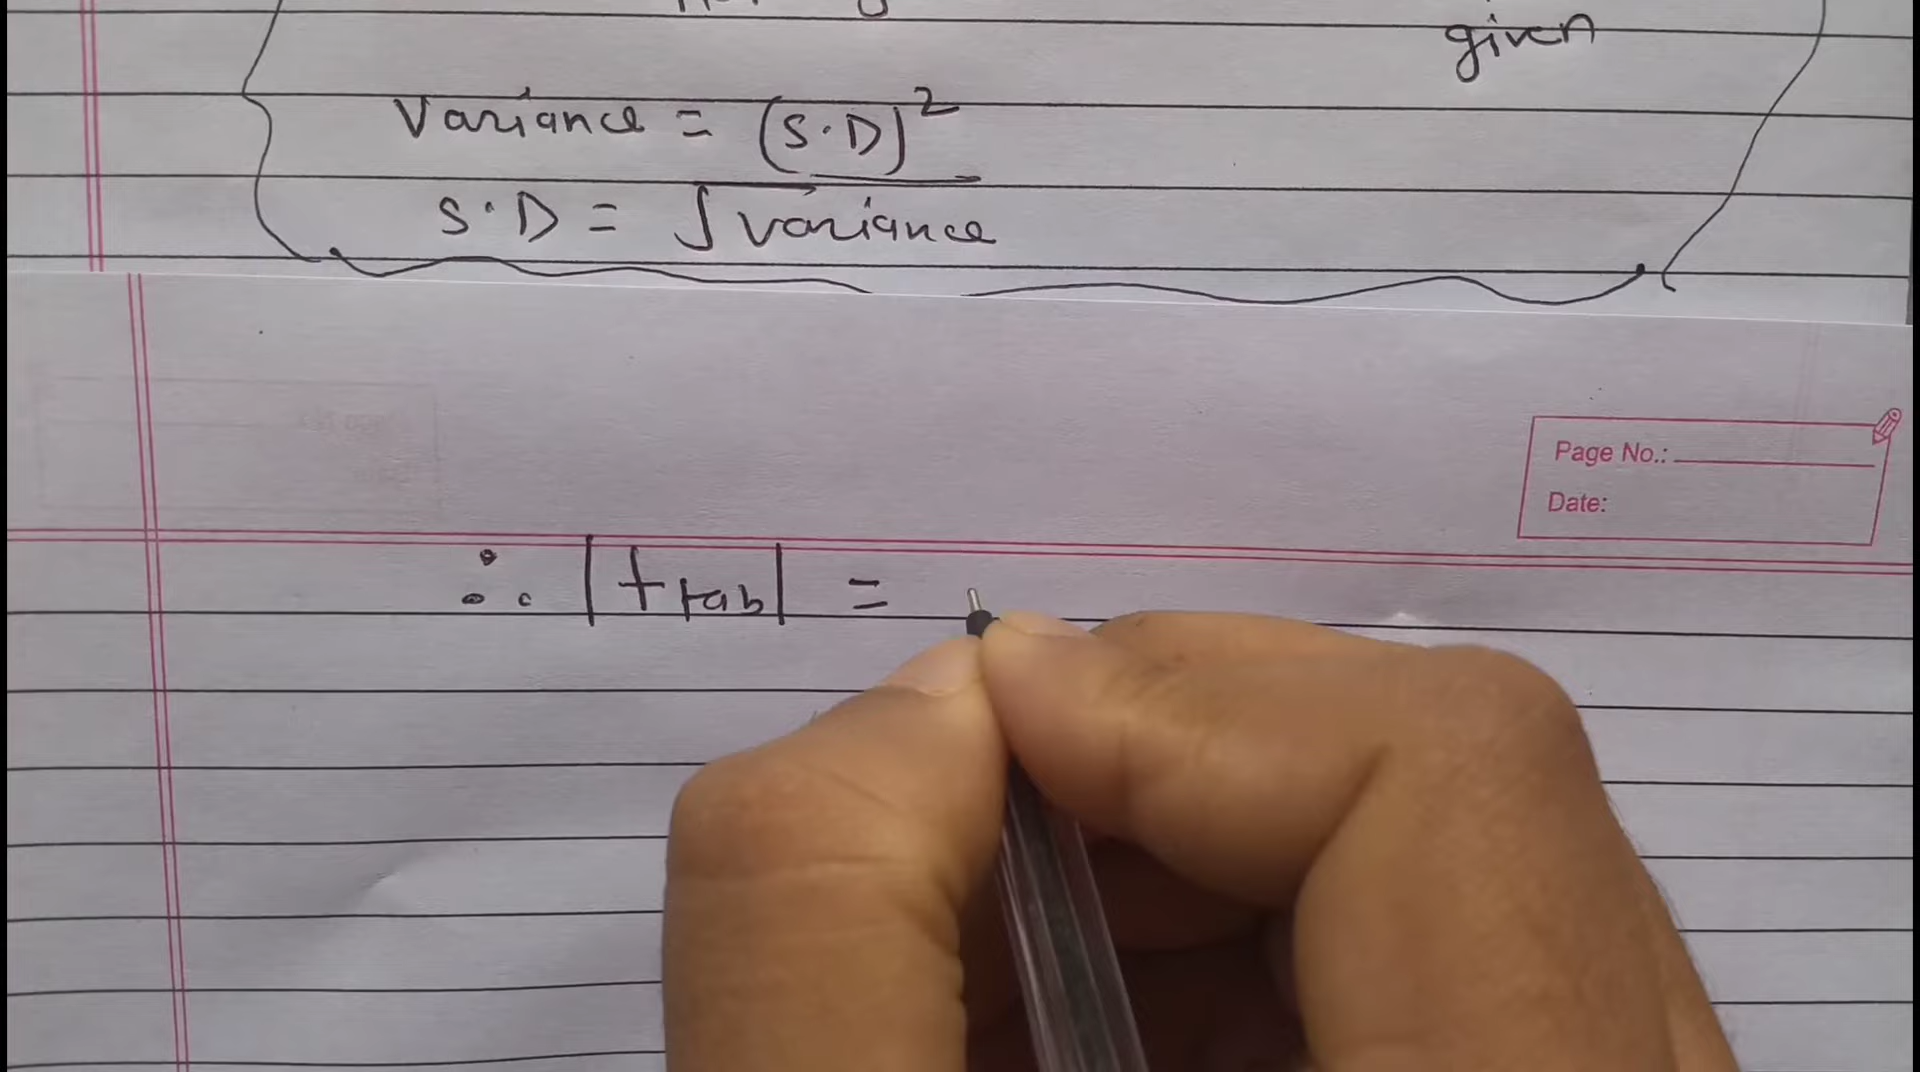 given
Variance = (S.D)²
S.D = √variance
Page No.:
Date:
∴ |t tab| =